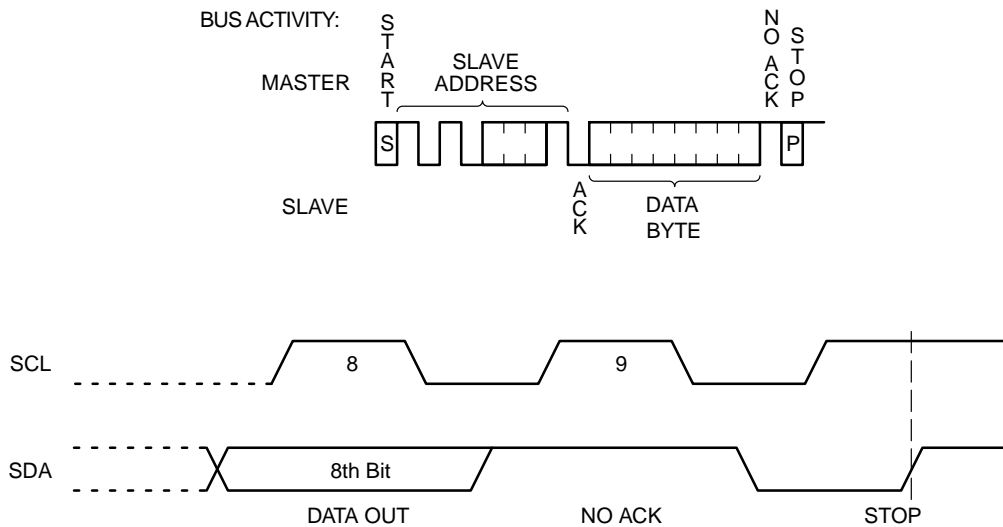 BUS ACTIVITY:
START
NO ACK
STOP
MASTER
SLAVE
ADDRESS
S
P
SLAVE
ACK
DATA
BYTE
SCL
8
9
SDA
8th Bit
DATA OUT
NO ACK
STOP